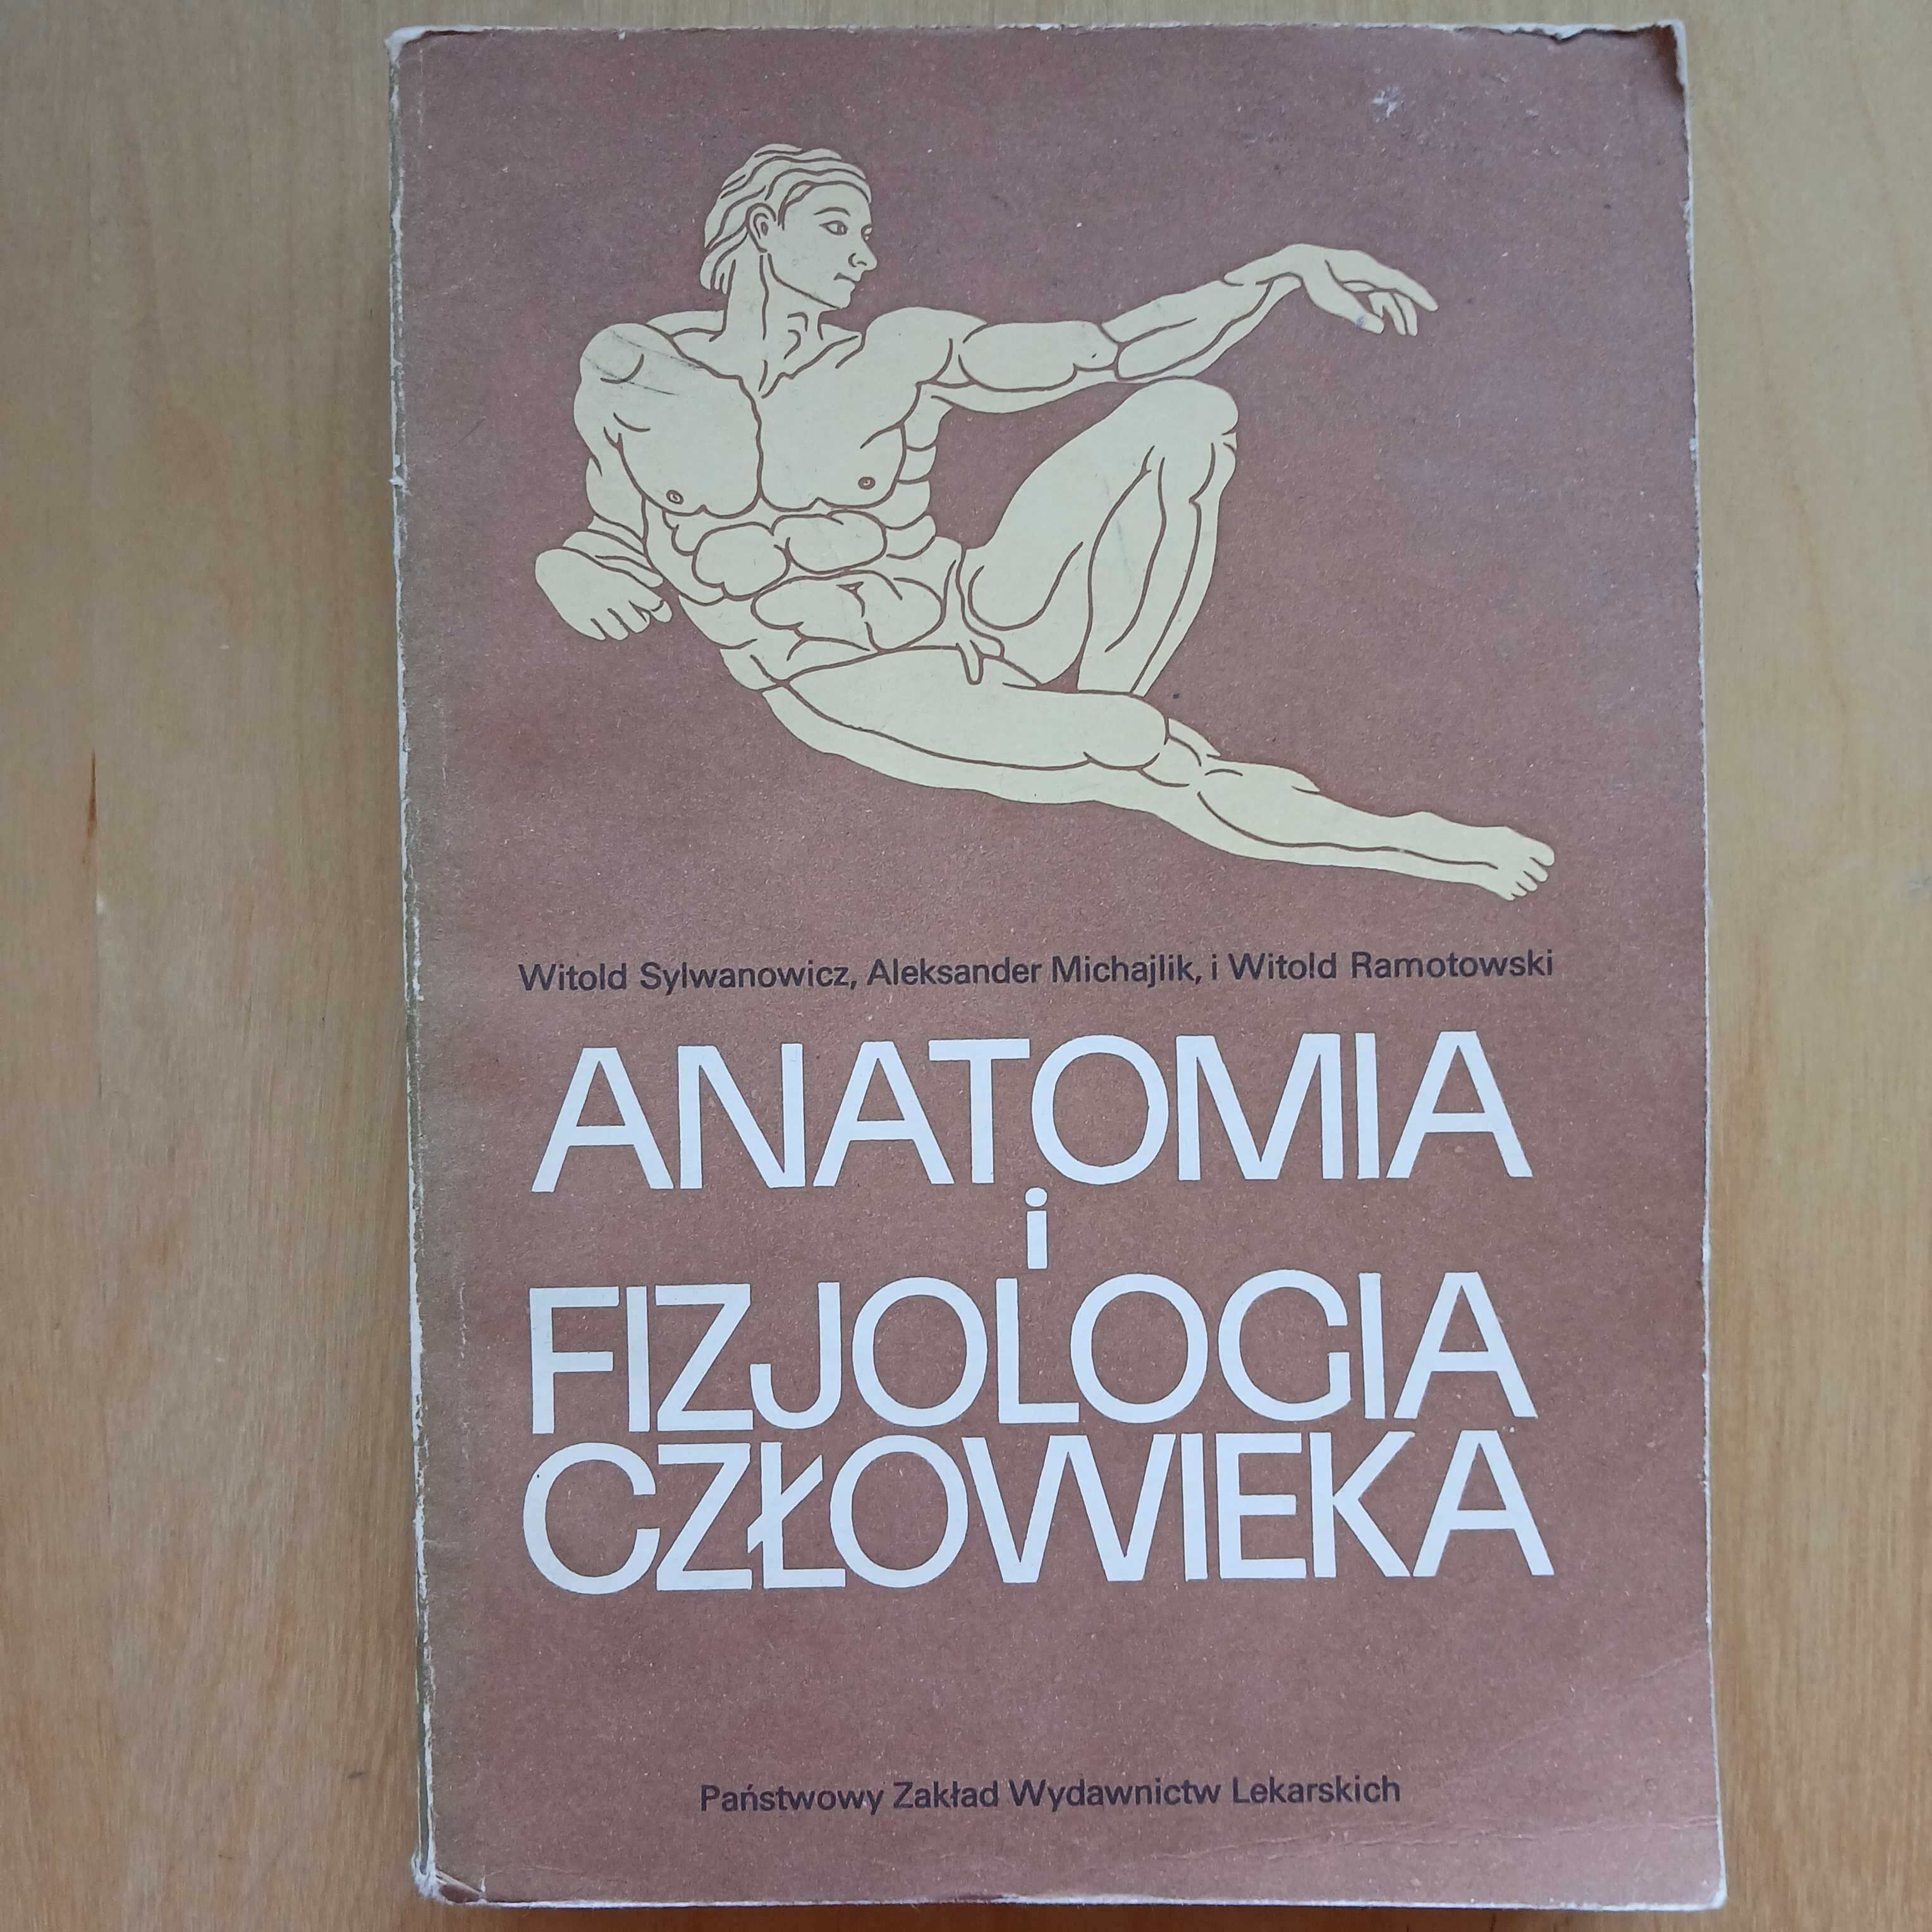 Witold Sylwanowicz, Aleksander Michajlik, i Witold Ramotowski
ANATOMIA
i
FIZJOLOGIA
CZŁOWIEKA
Państwowy Zakład Wydawnictw Lekarskich